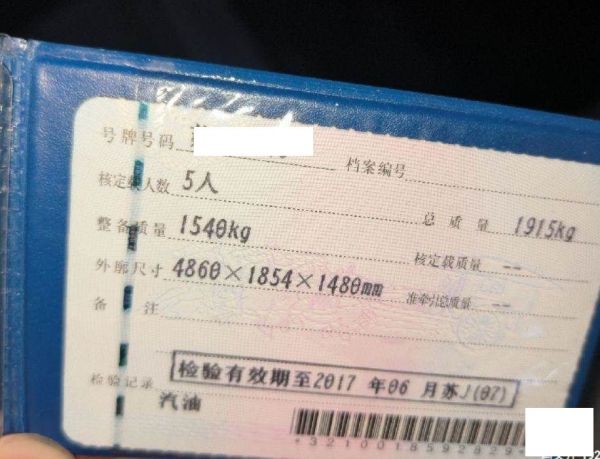 号牌号码 档案编号
核定载人数 5人 总质量 1915kg
整备质量 1540kg 核定载质量 --
外廓尺寸 4860×1854×1480mm 准牵引总质量 --
备注
检验记录 检验有效期至2017 年06 月苏J(07)
汽油